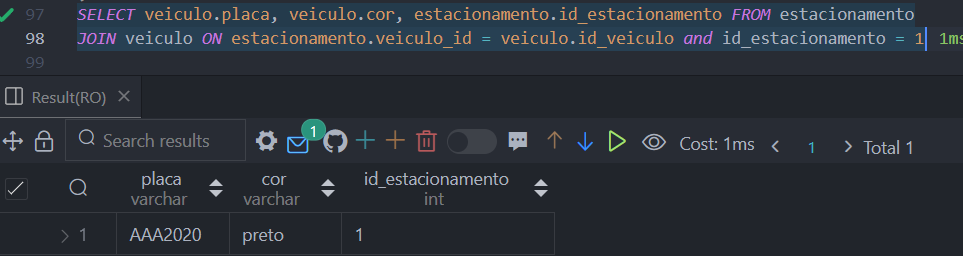 97 SELECT veiculo.placa, veiculo.cor, estacionamento.id_estacionamento FROM estacionamento
98 JOIN veiculo ON estacionamento.veiculo_id = veiculo.id_veiculo and id_estacionamento = 1 1ms
99
Result(RO)
Search results 1 Cost: 1ms 1 Total 1
placa cor id_estacionamento
varchar varchar int
1 AAA2020 preto 1